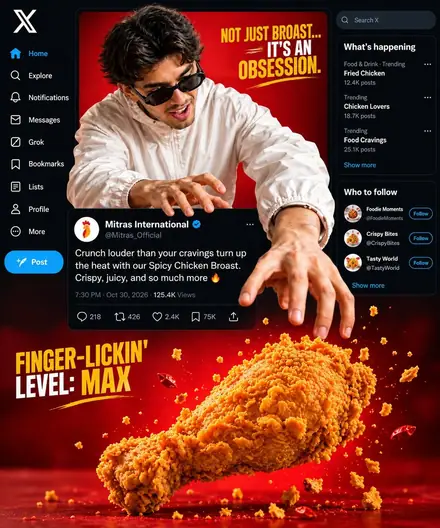 X
Home
Explore
Notifications
Messages
Grok
Bookmarks
Lists
Profile
More
Post
NOT JUST BROAST...
IT'S AN
OBSESSION.
Mitras International
@Mitras_Official
Crunch louder than your cravings turn up
the heat with our Spicy Chicken Broast.
Crispy, juicy, and so much more 🔥
7:30 PM · Oct 30, 2026 · 125.4K Views
218 426 2.4K 75K
Search X
What's happening
Food & Drink · Trending
Fried Chicken
12.4K posts
Trending
Chicken Lovers
18.7K posts
Trending
Food Cravings
25.1K posts
Show more
Who to follow
Foodie Moments
@FoodieMoments
Follow
Crispy Bites
@CrispyBites
Follow
Tasty World
@TastyWorld
Follow
Show more
FINGER-LICKIN'
LEVEL: MAX